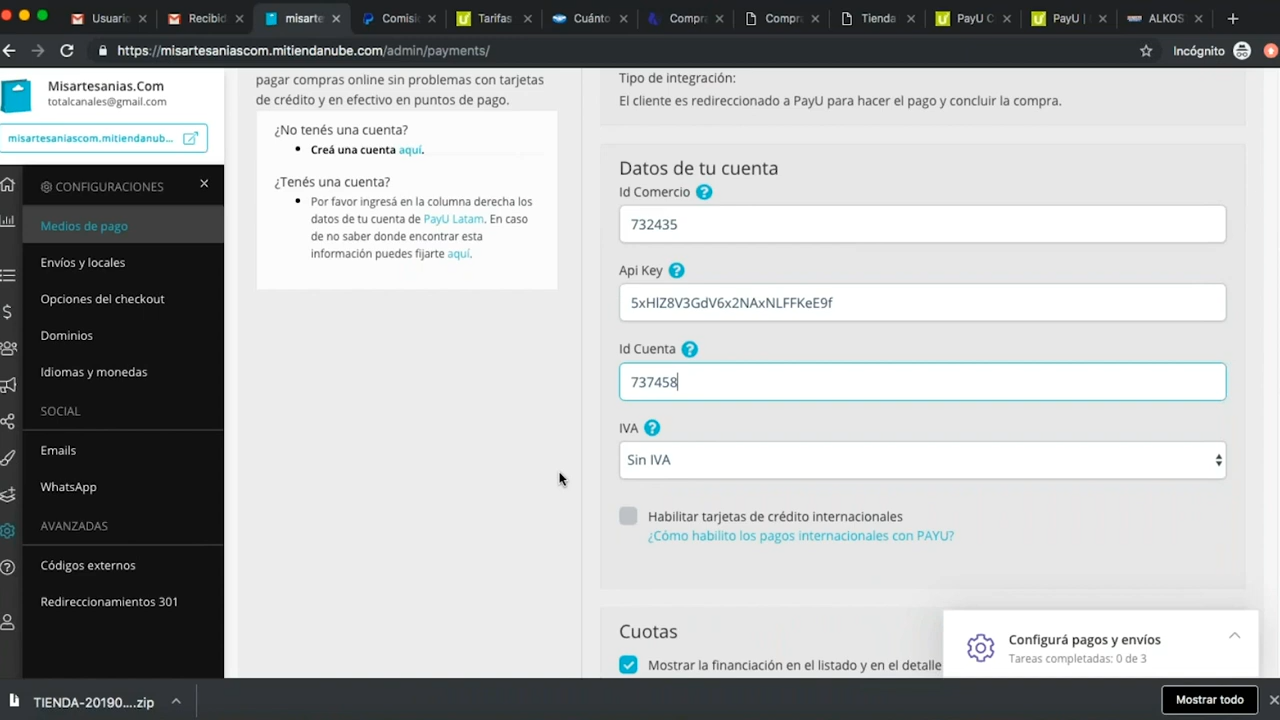 Usuario
Recibid
misarte
Comisio
Tarifas
Cuánto
Compra
Compra
Tienda
PayU C
PayU |
ALKOS
https://misartesaniascom.mitiendanube.com/admin/payments/
Incógnito
Misartesanias.Com
totalcanales@gmail.com
misartesaniascom.mitiendanub...
CONFIGURACIONES
Medios de pago
Envíos y locales
Opciones del checkout
Dominios
Idiomas y monedas
SOCIAL
Emails
WhatsApp
AVANZADAS
Códigos externos
Redireccionamientos 301
pagar compras online sin problemas con tarjetas
de crédito y en efectivo en puntos de pago.
¿No tenés una cuenta?
• Creá una cuenta aquí.
¿Tenés una cuenta?
• Por favor ingresá en la columna derecha los
datos de tu cuenta de PayU Latam. En caso
de no saber donde encontrar esta
información puedes fijarte aquí.
Tipo de integración:
El cliente es redireccionado a PayU para hacer el pago y concluir la compra.
Datos de tu cuenta
Id Comercio
732435
Api Key
5xHlZ8V3GdV6x2NAxNLFFKeE9f
Id Cuenta
737458
IVA
Sin IVA
Habilitar tarjetas de crédito internacionales
¿Cómo habilito los pagos internacionales con PAYU?
Cuotas
Mostrar la financiación en el listado y en el detalle
Configurá pagos y envíos
Tareas completadas: 0 de 3
TIENDA-20190....zip
Mostrar todo